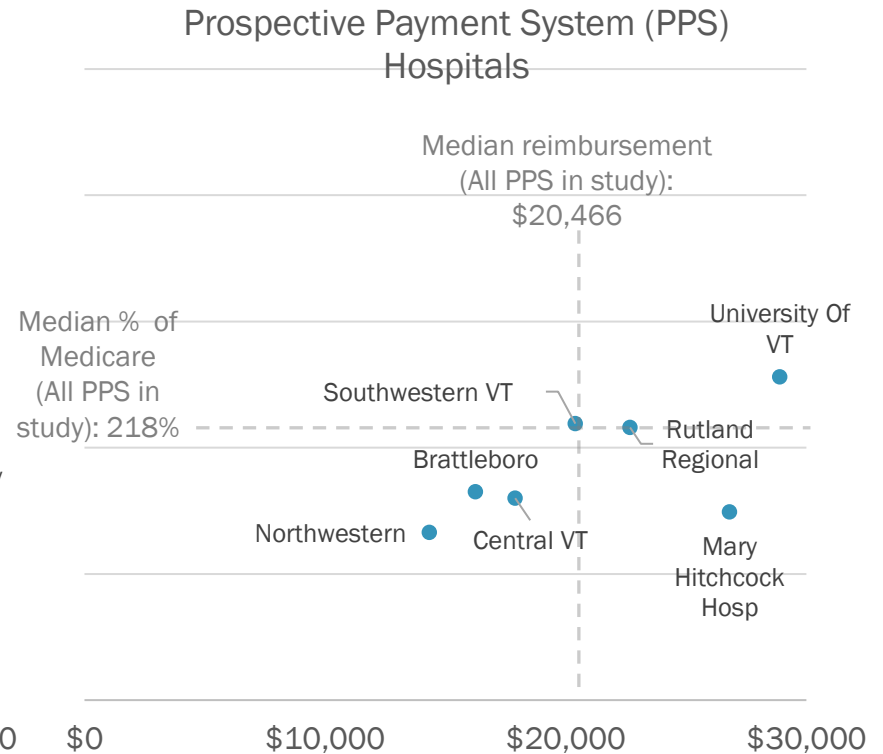 Prospective Payment System (PPS)
Hospitals
Median reimbursement
(All PPS in study):
$20,466
Median % of
Medicare
(All PPS in
study): 218%
University Of
VT
Southwestern VT
Rutland
Regional
Brattleboro
Northwestern
Central VT
Mary
Hitchcock
Hosp
0 $0 $10,000 $20,000 $30,000